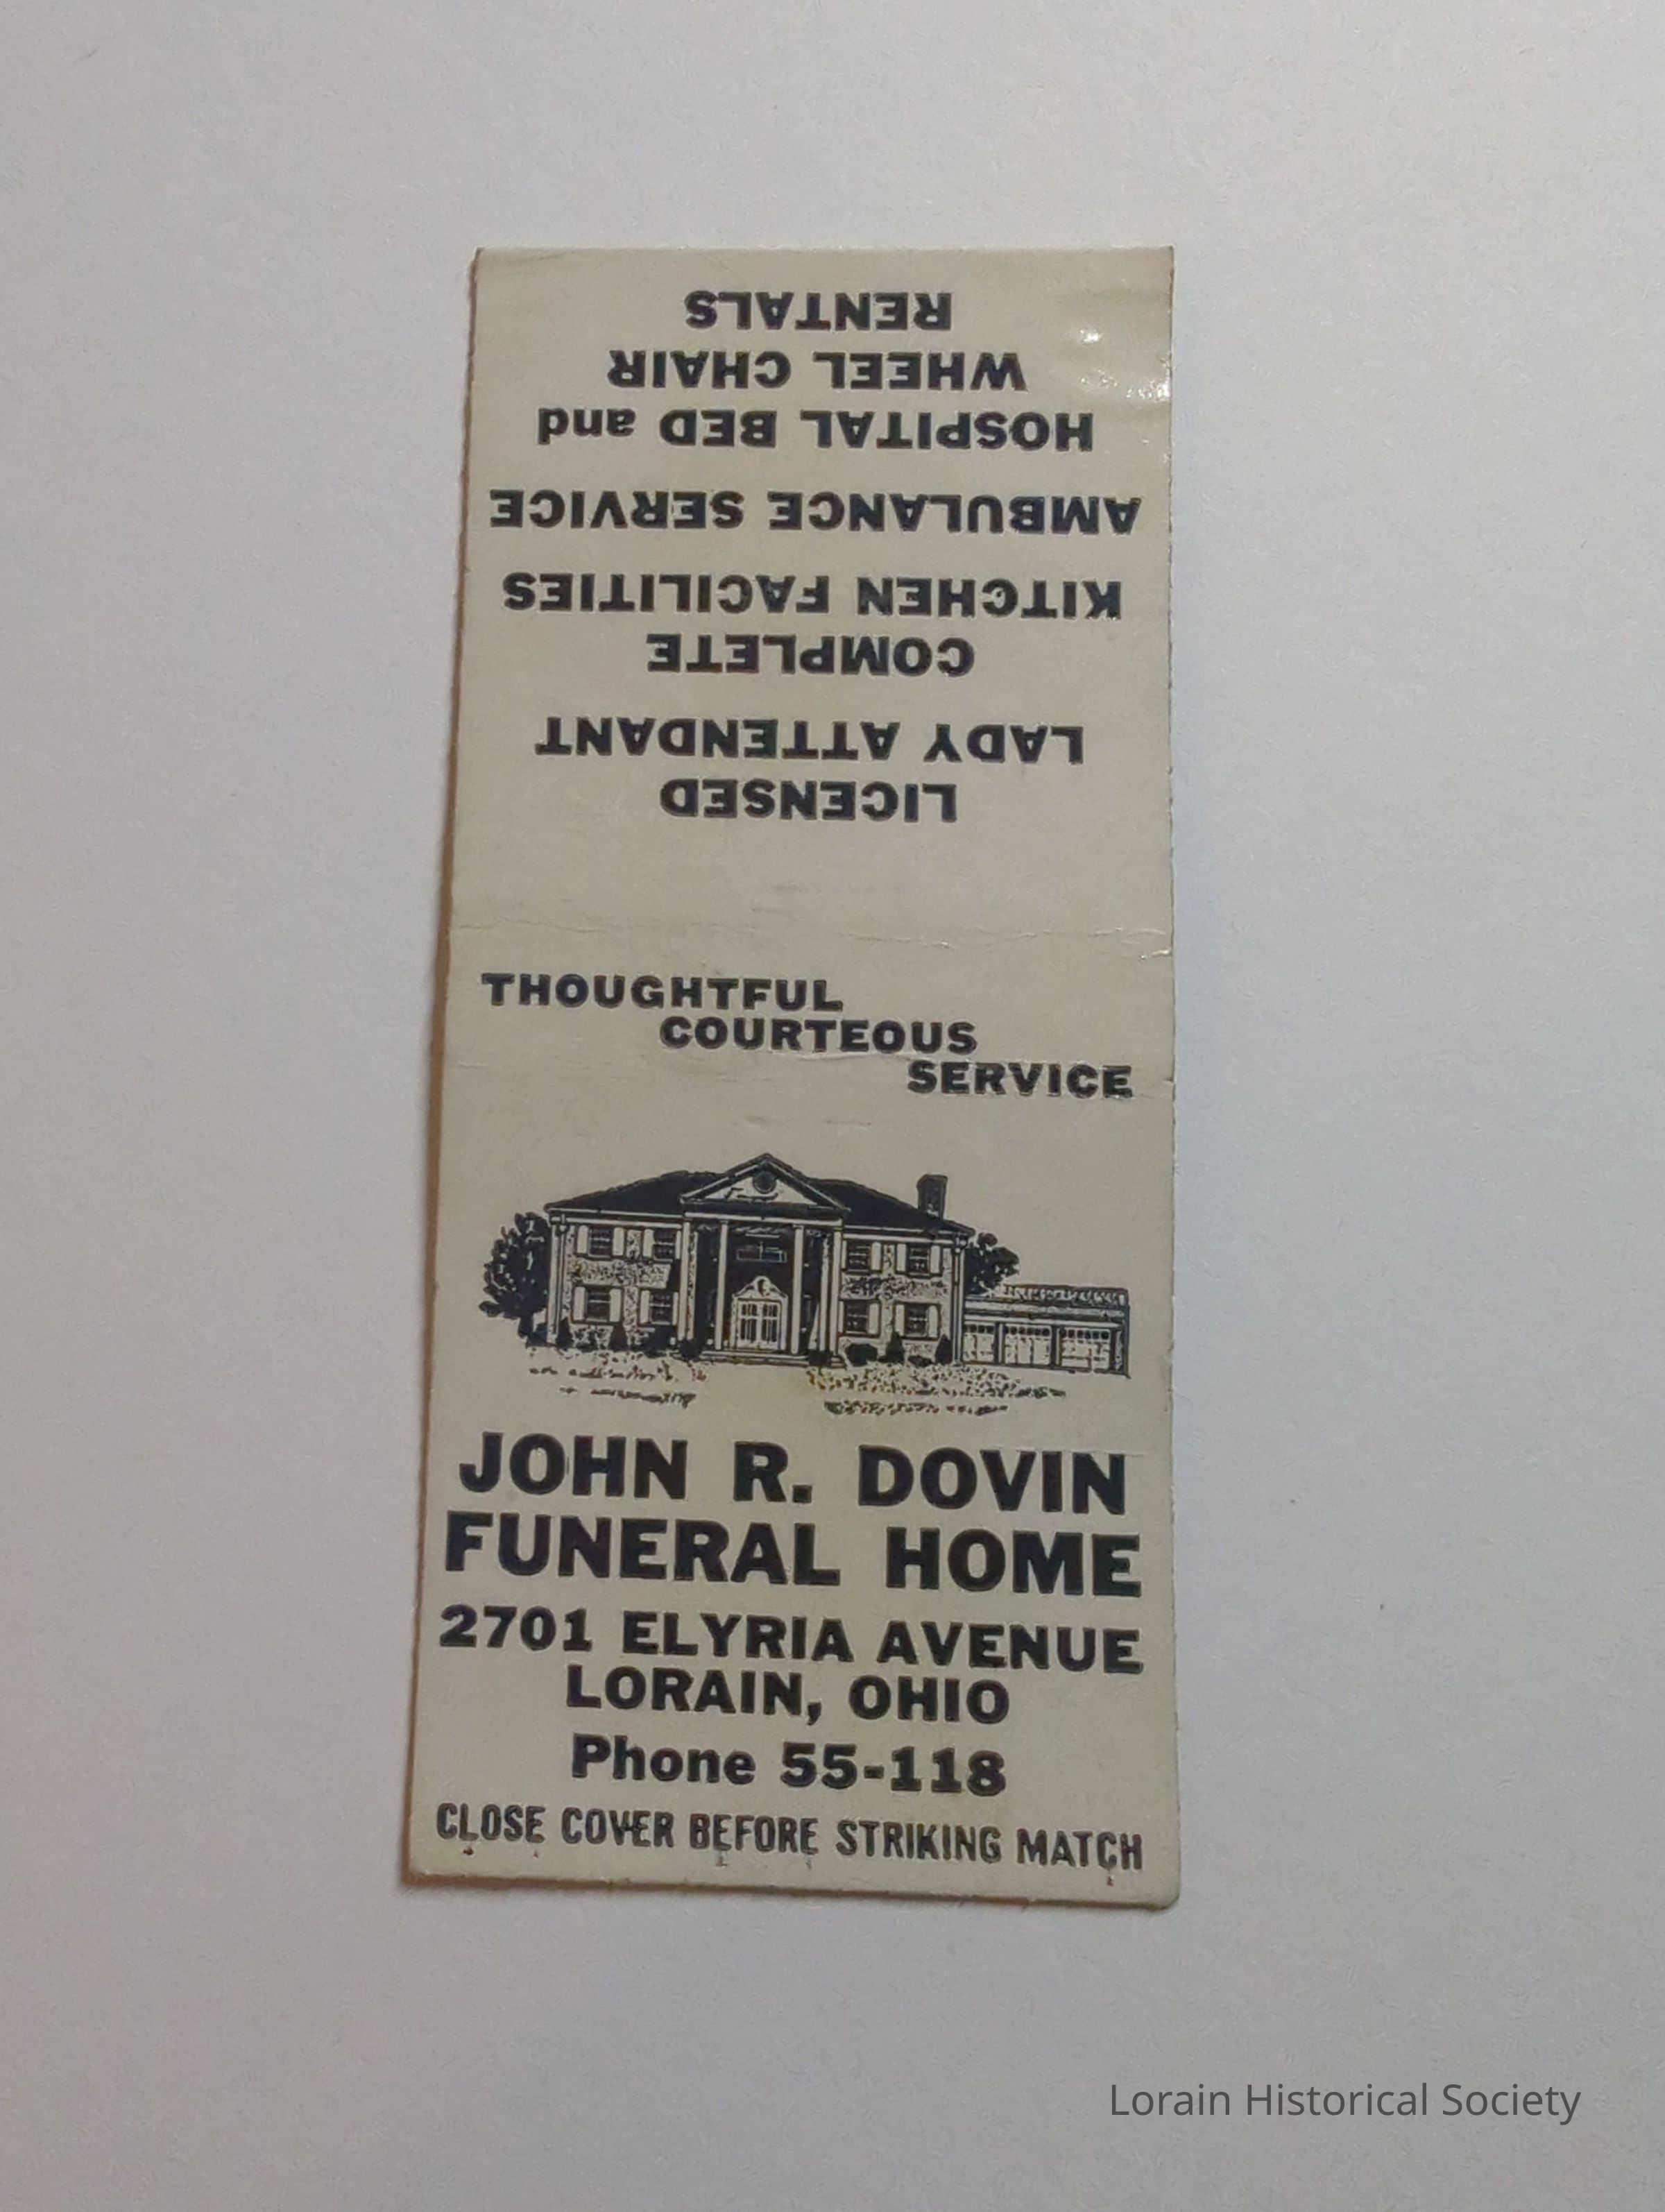 LICENSED
LADY ATTENDANT
COMPLETE
KITCHEN FACILITIES
AMBULANCE SERVICE
HOSPITAL BED and
WHEEL CHAIR
RENTALS
THOUGHTFUL
COURTEOUS
SERVICE
JOHN R. DOVIN
FUNERAL HOME
2701 ELYRIA AVENUE
LORAIN, OHIO
Phone 55-118
CLOSE COVER BEFORE STRIKING MATCH
Lorain Historical Society